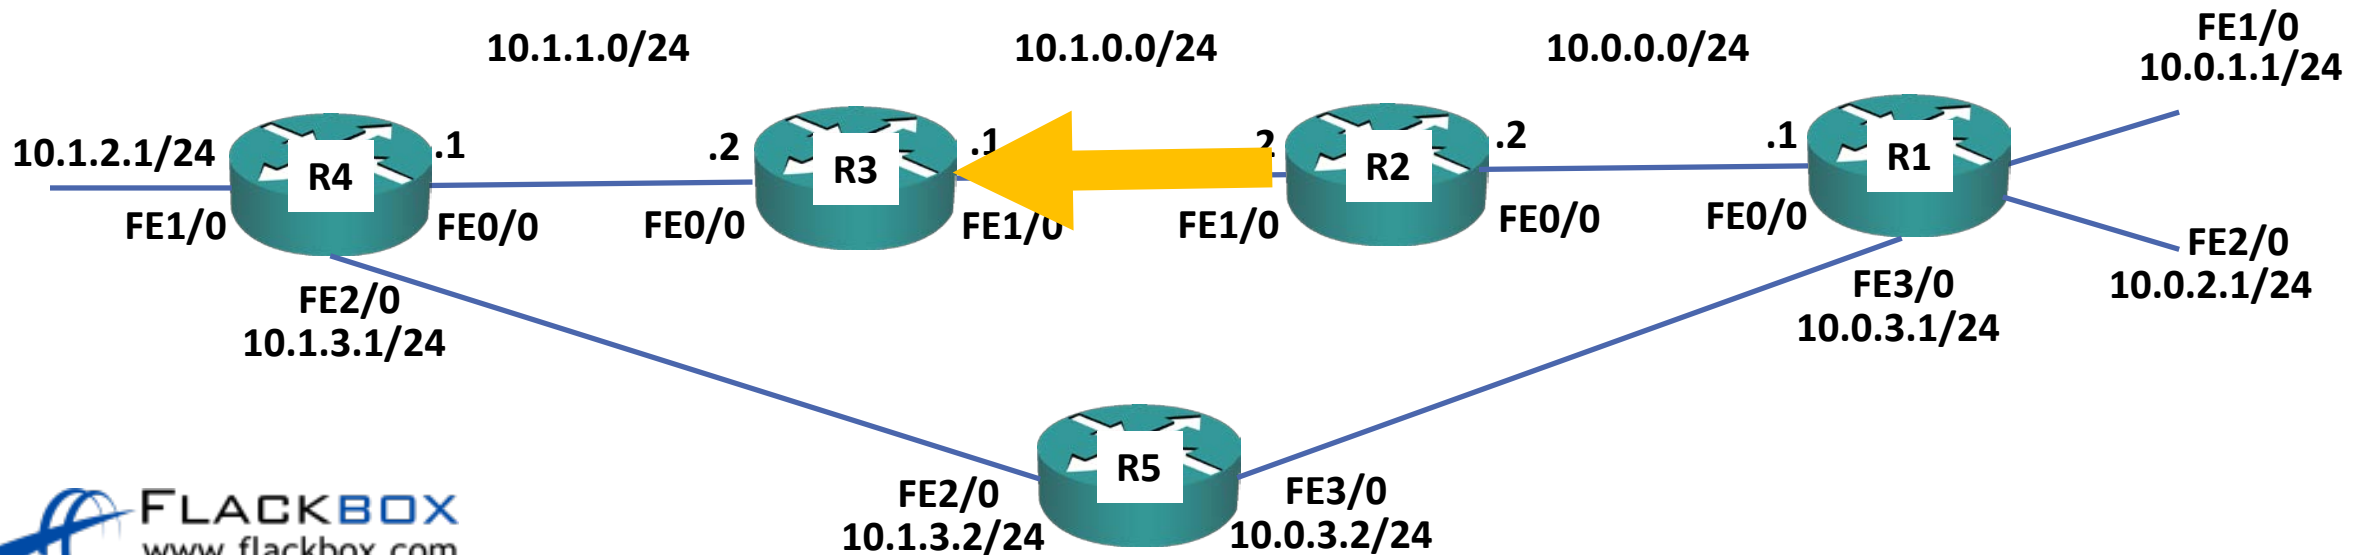 10.1.1.0/24
10.1.0.0/24
10.0.0.0/24
FE1/0
10.0.1.1/24
10.1.2.1/24
R4
.1
.2
R3
.1
2
R2
.2
.1
R1
FE1/0
FE0/0
FE0/0
FE1/0
FE1/0
FE0/0
FE0/0
FE2/0
10.0.2.1/24
FE2/0
10.1.3.1/24
FE3/0
10.0.3.1/24
R5
FE2/0
10.1.3.2/24
FE3/0
10.0.3.2/24
FLACKBOX
www.flackbox.com